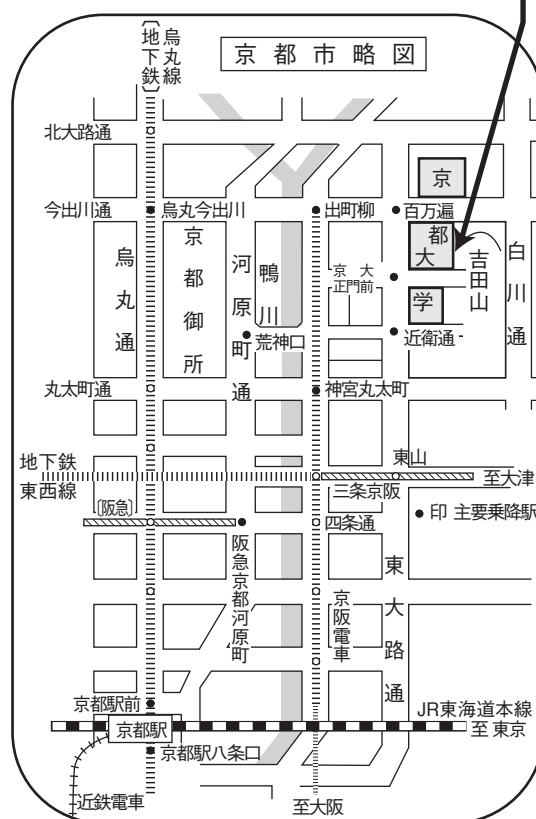 京都市略図
〔地下鉄〕
烏丸線
北大路通
今出川通
烏丸今出川
出町柳
百万遍
京
都
大
学
吉田山
白川通
烏丸通
京都御所
河原町通
鴨川
京大
正門前
荒神口
近衛通
丸太町通
神宮丸太町
地下鉄
東西線
東山
三条京阪
至大津
〔阪急〕
四条通
●印 主要乗降駅
阪急京都河原町
京阪電車
東大路通
京都駅前
京都駅
JR東海道本線
至東京
京都駅八条口
近鉄電車
至大阪